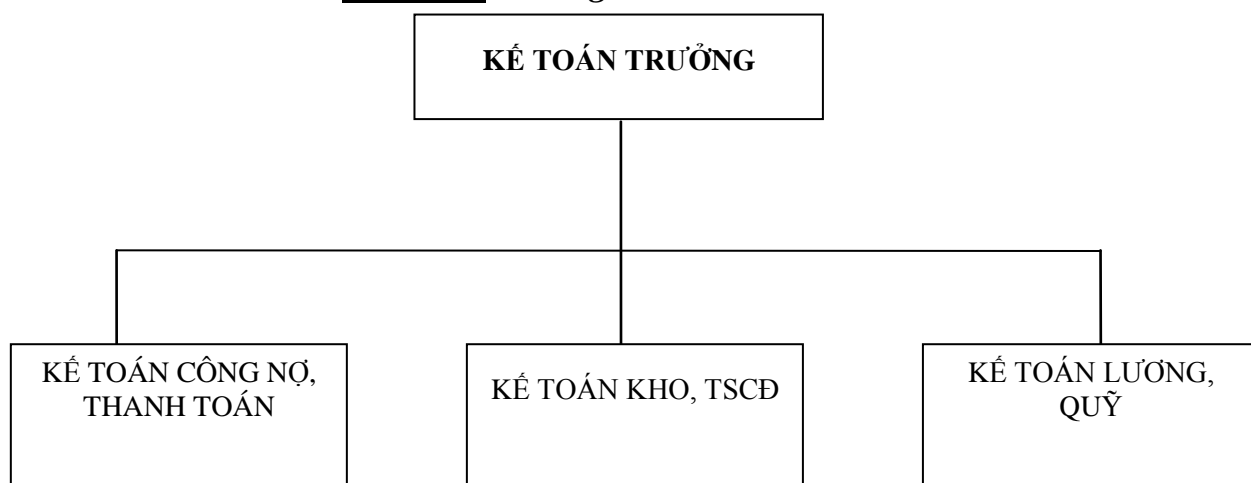 KẾ TOÁN TRƯỞNG
KẾ TOÁN CÔNG NỢ,
THANH TOÁN
KẾ TOÁN KHO, TSCĐ
KẾ TOÁN LƯƠNG,
QUỸ